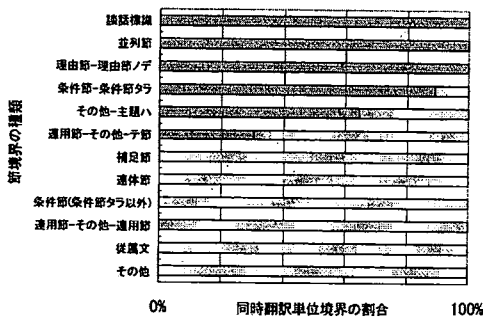 談話標識
並列節
理由節-理由節ノデ
条件節-条件節タラ
その他-主題ハ
連用節-その他-テ節
補足節
連体節
条件節(条件節タラ以外)
連用節-その他-連用節
従属文
その他
節境界の種類
0%
同時翻訳単位境界の割合
100%